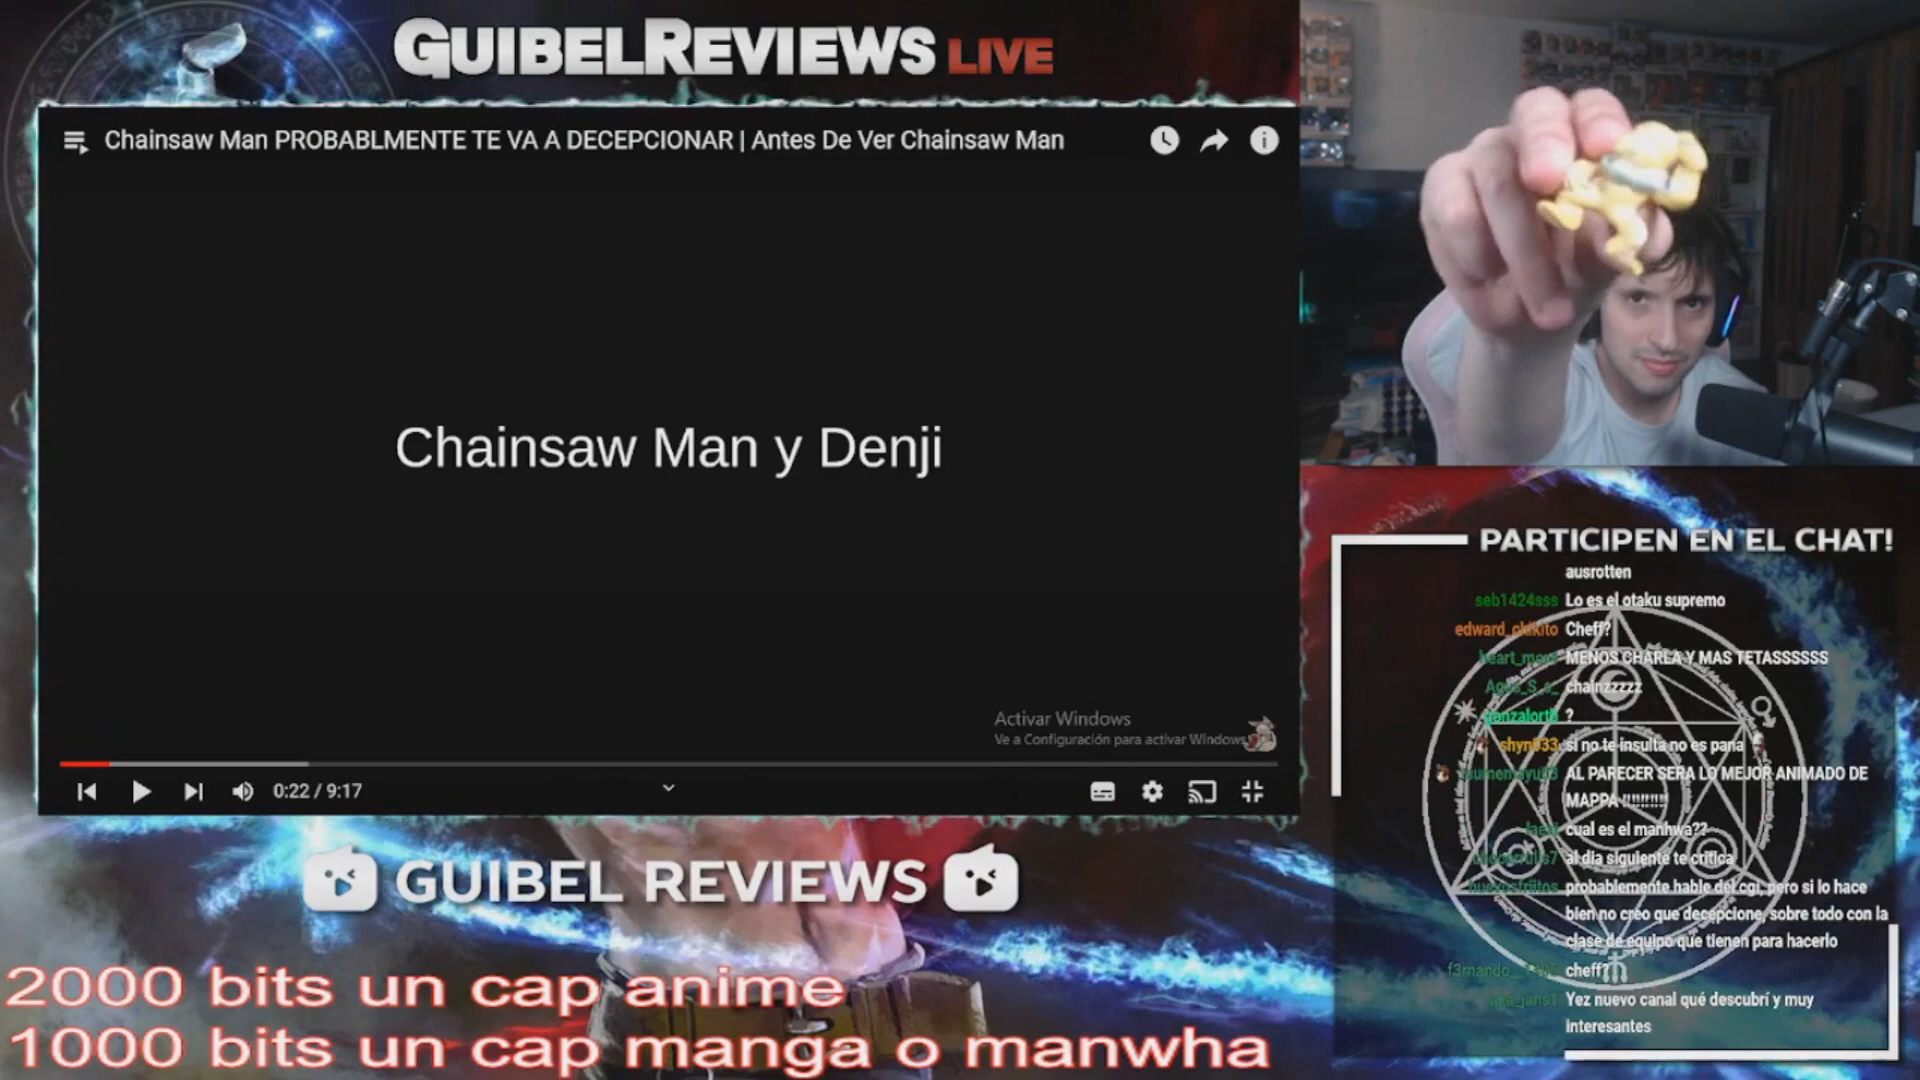 GUIBELREVIEWS LIVE
Chainsaw Man PROBABLMENTE TE VA A DECEPCIONAR | Antes De Ver Chainsaw Man
Chainsaw Man y Denji
Activar Windows
Ve a Configuración para activar Windows
0:22 / 9:17
GUIBEL REVIEWS
2000 bits un cap anime
1000 bits un cap manga o manwha
PARTICIPEN EN EL CHAT!
ausrotten
seb1424sss Lo es el otaku supremo
edward_chikito Cheff?
MENOS CHARLA Y MAS TETASSSSSS
chainzzzzz
?
si no te insulta no es pana
AL PARECER SERA LO MEJOR ANIMADO DE
MAPPA !!!!!!!!!!
cual es el manhwa??
al dia siguiente te critica
probablemente hable del cgi, pero si lo hace
bien no creo que decepcione, sobre todo con la
clase de equipo que tienen para hacerlo
cheff?
Yez nuevo canal qué descubrí y muy
interesantes